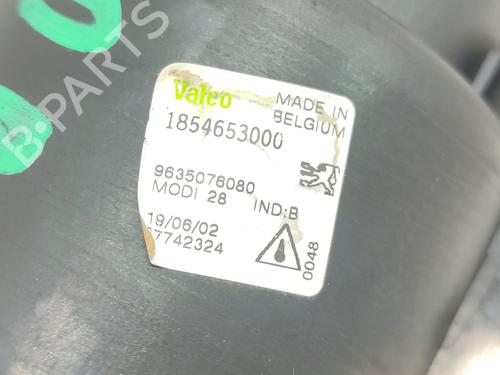 Valeo
MADE IN
BELGIUM
1854653000
9635076080
MODI 28 IND:B
19/06/02
7742324
0048
B-PARTS